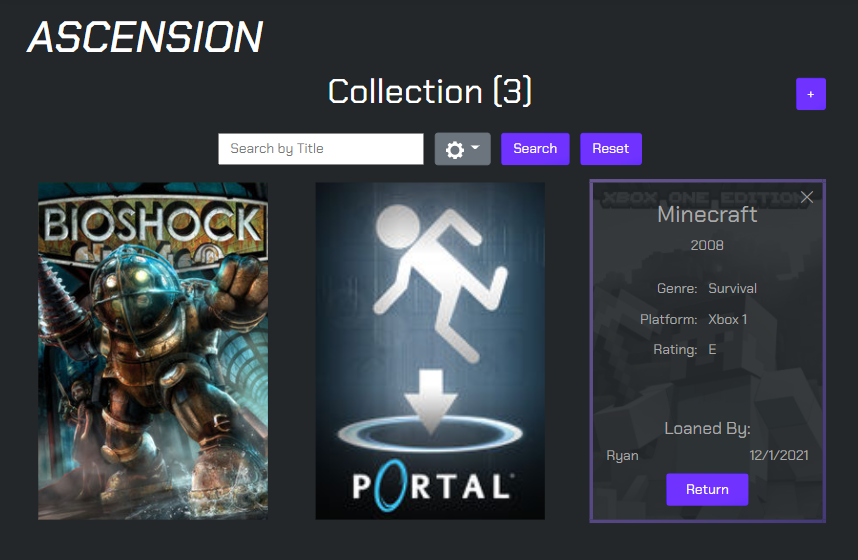 ASCENSION
Collection (3)
+
Search by Title
Search
Reset
BIOSHOCK
PORTAL
XBOX ONE EDITION
Minecraft
2008
Genre: Survival
Platform: Xbox 1
Rating: E
Loaned By:
Ryan 12/1/2021
Return